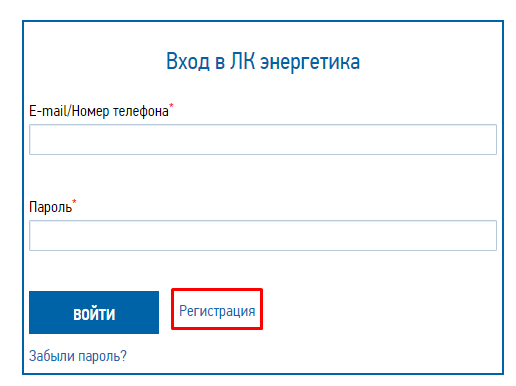 Вход в ЛК энергетика
E-mail/Номер телефона*
Пароль*
ВОЙТИ
Регистрация
Забыли пароль?